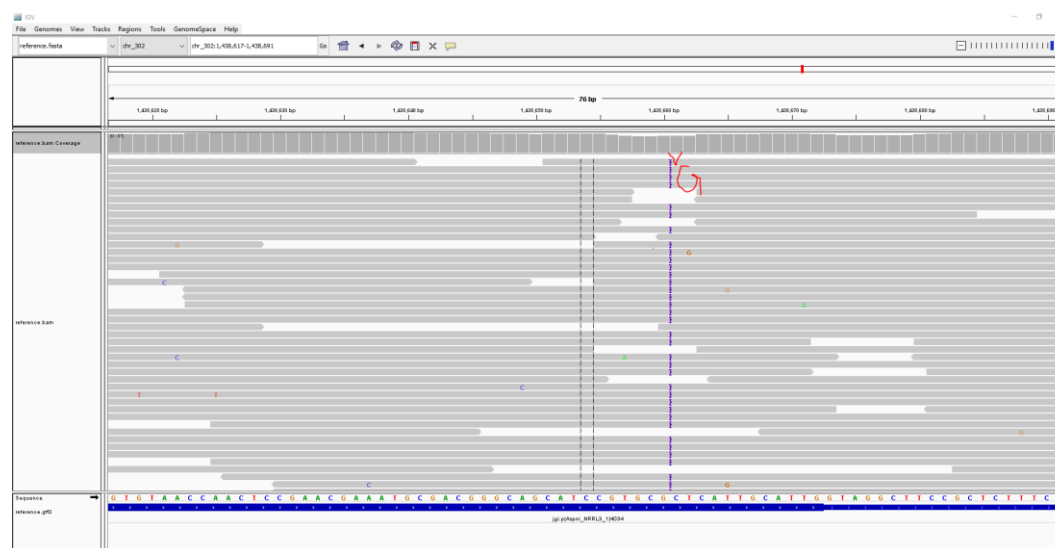 IGV
File Genomes View Tracks Regions Tools GenomeSpace Help
reference.fasta chr_302 chr_302:1,438,617-1,438,691 Go
76 bp
1,438,620 bp 1,438,630 bp 1,438,640 bp 1,438,650 bp 1,438,660 bp 1,438,670 bp 1,438,680 bp
reference.bam Coverage
G
G
G
C
G
A
reference.bam
C A
C
T T
G
C G
Sequence G T G T A A C C A A C T C C G A A C G A A A T G C G A C G G G C A G C A T C C G T G C G C T C A T T G C A T T G G T A G G C T T C C G C T C T T T C
reference.gff3